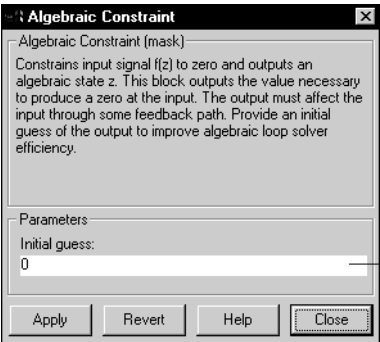 Algebraic Constraint
Algebraic Constraint (mask)
Constrains input signal f(z) to zero and outputs an
algebraic state z. This block outputs the value necessary
to produce a zero at the input. The output must affect the
input through some feedback path. Provide an initial
guess of the output to improve algebraic loop solver
efficiency.
Parameters
Initial guess:
0
Apply Revert Help Close